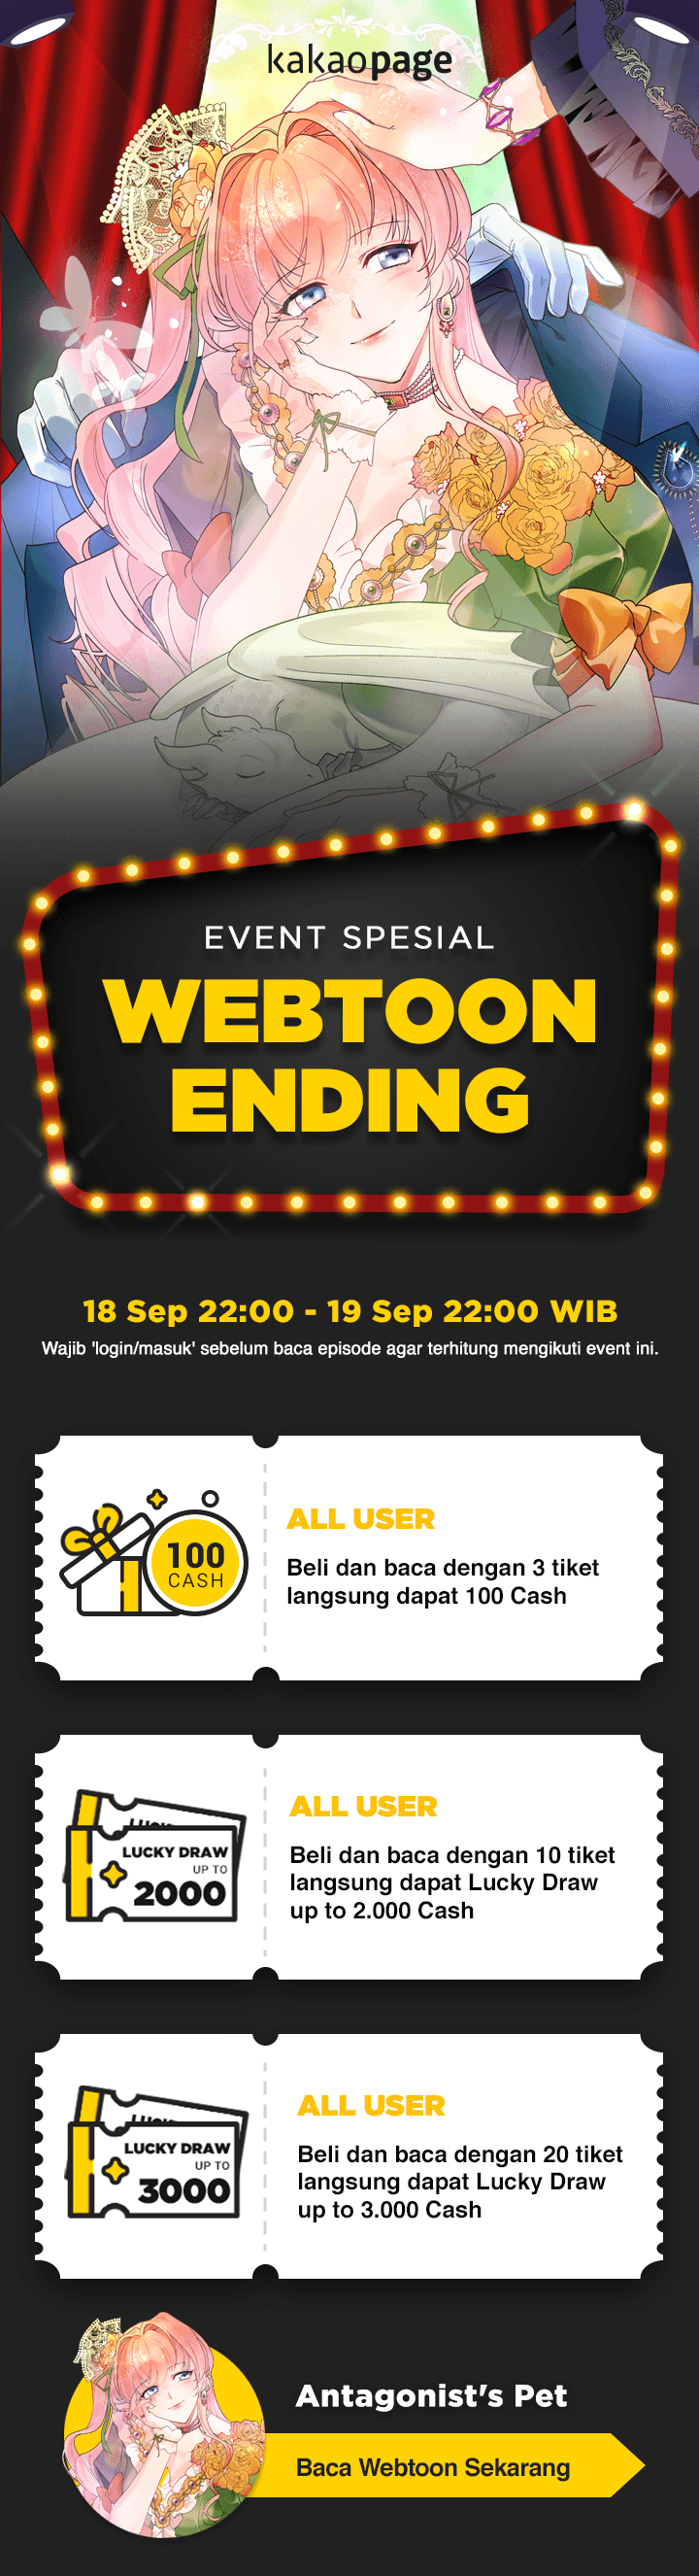 kakaopage
EVENT SPESIAL
WEBTOON
ENDING
18 Sep 22:00 - 19 Sep 22:00 WIB
Wajib 'login/masuk' sebelum baca episode agar terhitung mengikuti event ini.
100
CASH
ALL USER
Beli dan baca dengan 3 tiket
langsung dapat 100 Cash
LUCKY DRAW
UP TO
2000
ALL USER
Beli dan baca dengan 10 tiket
langsung dapat Lucky Draw
up to 2.000 Cash
LUCKY DRAW
UP TO
3000
ALL USER
Beli dan baca dengan 20 tiket
langsung dapat Lucky Draw
up to 3.000 Cash
Antagonist's Pet
Baca Webtoon Sekarang